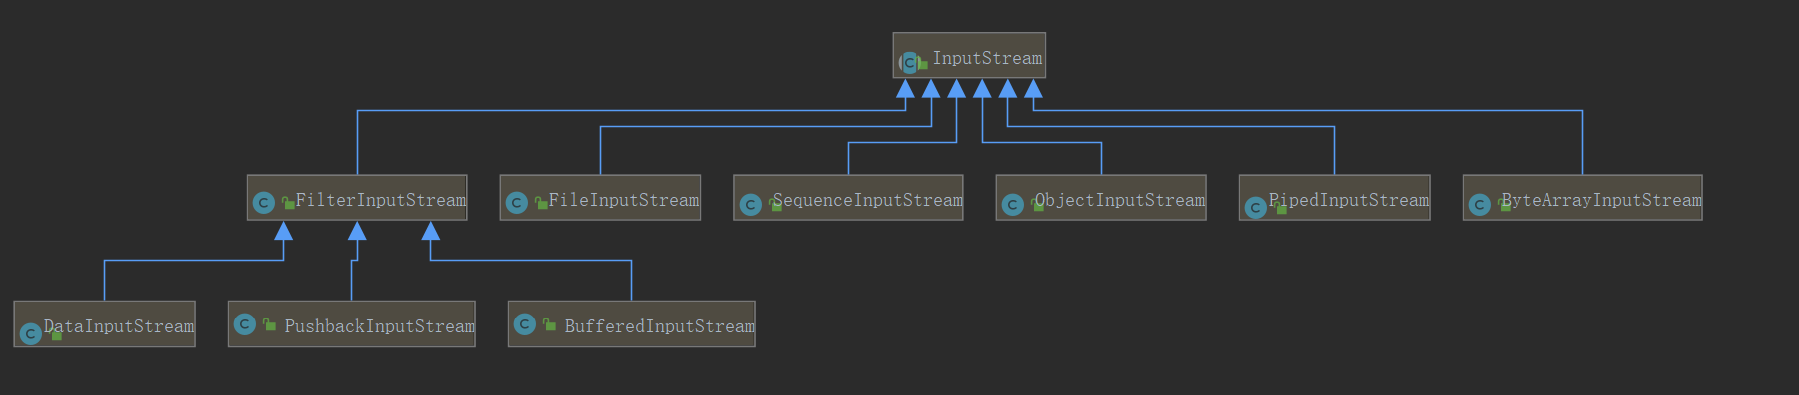 InputStream
FilterInputStream
FileInputStream
SequenceInputStream
ObjectInputStream
PipedInputStream
ByteArrayInputStream
DataInputStream
PushbackInputStream
BufferedInputStream